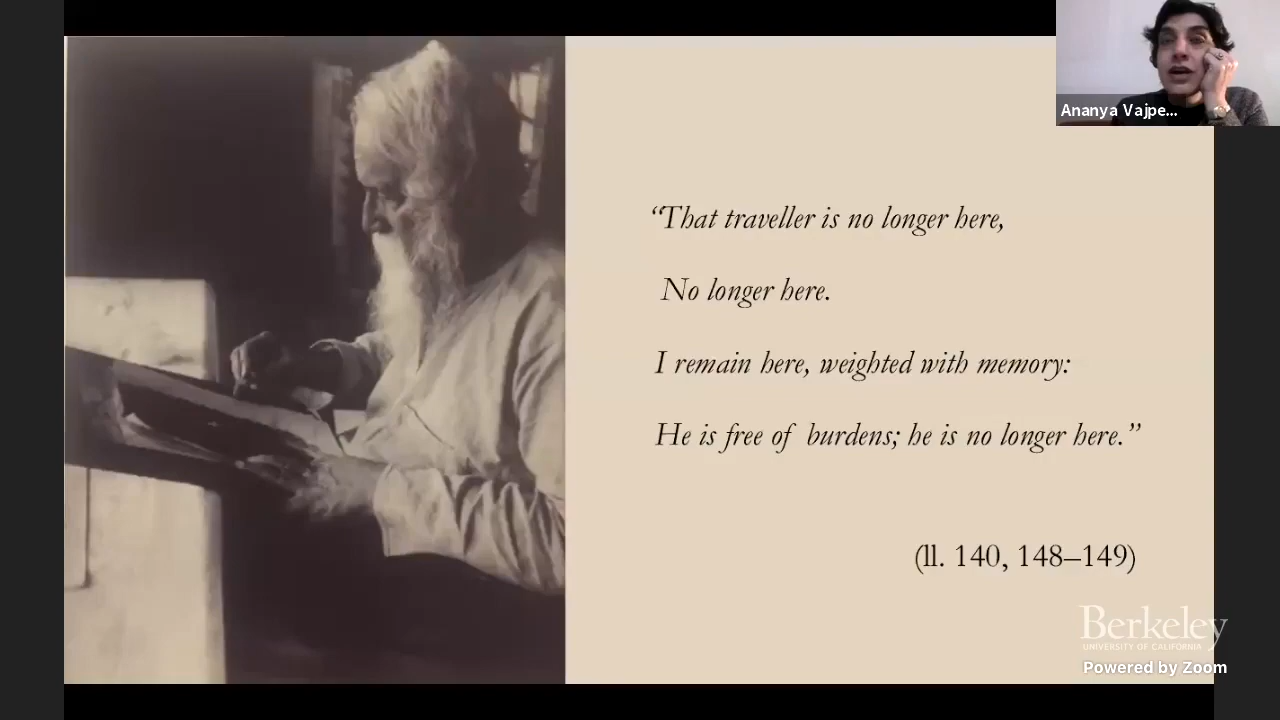 Ananya Vajpe...
“That traveller is no longer here,
No longer here.
I remain here, weighted with memory:
He is free of burdens; he is no longer here.”
(ll. 140, 148–149)
Berkeley
UNIVERSITY OF CALIFORNIA
Powered by Zoom